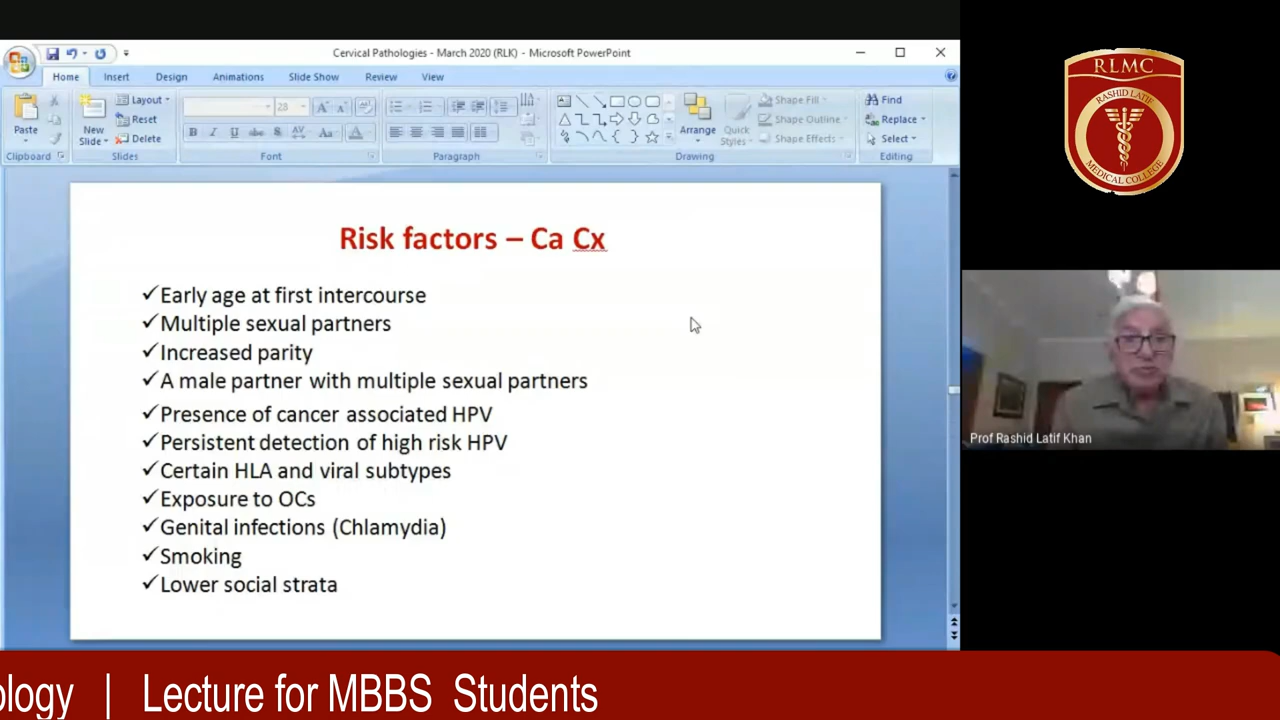 Cervical Pathologies - March 2020 (RLK) - Microsoft PowerPoint
Home Insert Design Animations Slide Show Review View
Paste
Clipboard
New Slide
Layout
Reset
Delete
Slides
28
B I U abe S AV Aa A
Font
Paragraph
Arrange
Quick Styles
Shape Fill
Shape Outline
Shape Effects
Drawing
Find
Replace
Select
Editing
Risk factors – Ca Cx
✓Early age at first intercourse
✓Multiple sexual partners
✓Increased parity
✓A male partner with multiple sexual partners
✓Presence of cancer associated HPV
✓Persistent detection of high risk HPV
✓Certain HLA and viral subtypes
✓Exposure to OCs
✓Genital infections (Chlamydia)
✓Smoking
✓Lower social strata
RLMC
RASHID LATIF
MEDICAL COLLEGE
Prof Rashid Latif Khan
ology | Lecture for MBBS Students